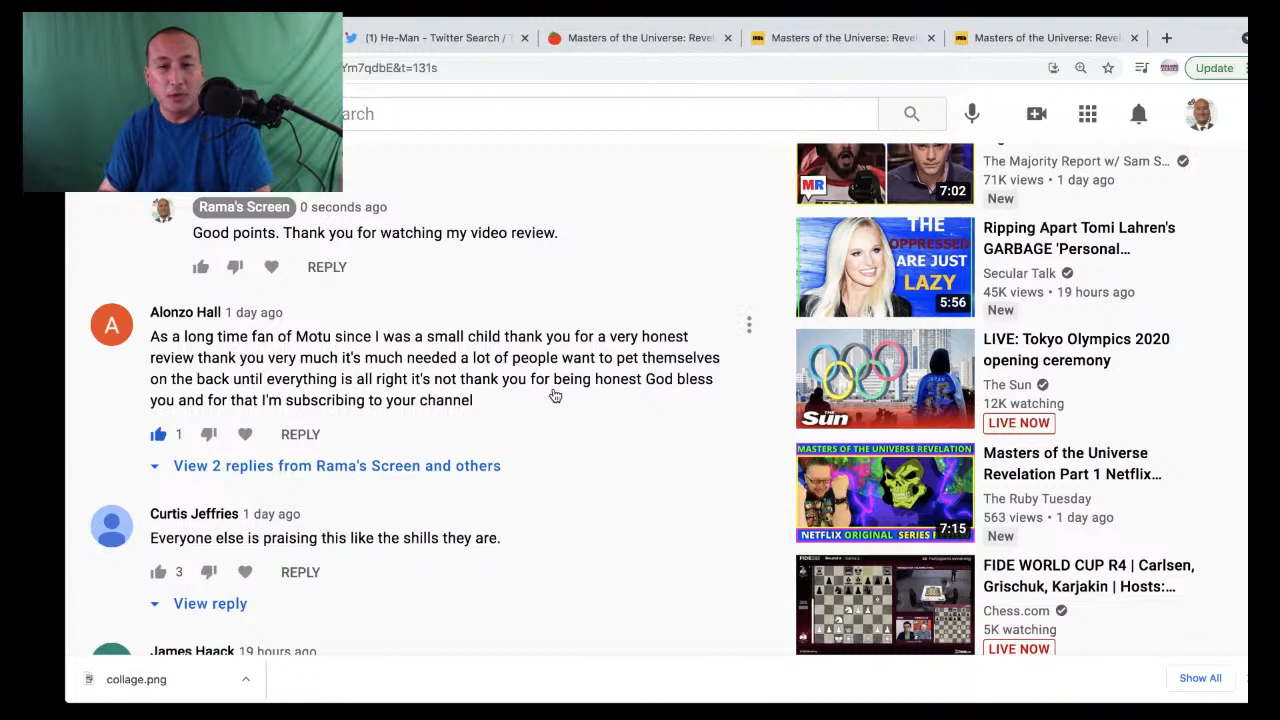 (1) He-Man - Twitter Search /
Masters of the Universe: Revel
Masters of the Universe: Revel
Masters of the Universe: Revel
Ym7qdbE&t=131s
Update
arch
Rama's Screen 0 seconds ago
Good points. Thank you for watching my video review.
REPLY
Alonzo Hall 1 day ago
As a long time fan of Motu since I was a small child thank you for a very honest
review thank you very much it's much needed a lot of people want to pet themselves
on the back until everything is all right it's not thank you for being honest God bless
you and for that I'm subscribing to your channel
1 REPLY
View 2 replies from Rama's Screen and others
Curtis Jeffries 1 day ago
Everyone else is praising this like the shills they are.
3 REPLY
View reply
James Haack 19 hours ago
MR
7:02
The Majority Report w/ Sam S...
71K views • 1 day ago
New
THE
OPPRESSED
ARE JUST
LAZY
5:56
Ripping Apart Tomi Lahren's
GARBAGE 'Personal...
Secular Talk
45K views • 19 hours ago
New
The Sun
LIVE: Tokyo Olympics 2020
opening ceremony
The Sun
12K watching
LIVE NOW
MASTERS OF THE UNIVERSE REVELATION
7:15
NETFLIX ORIGINAL SERIES
Masters of the Universe
Revelation Part 1 Netflix...
The Ruby Tuesday
563 views • 1 day ago
New
FIDE WORLD CUP R4 | Carlsen,
Grischuk, Karjakin | Hosts:...
Chess.com
5K watching
LIVE NOW
collage.png
Show All